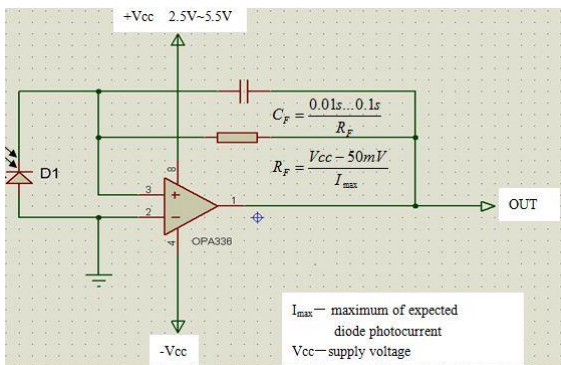 +Vcc 2.5V~5.5V
C_F = 0.01s...0.1s / R_F
R_F = Vcc − 50mV / I_max
D1
8
3
+
1
2
−
4
OPA336
OUT
-Vcc
I_max— maximum of expected
diode photocurrent
Vcc—supply voltage